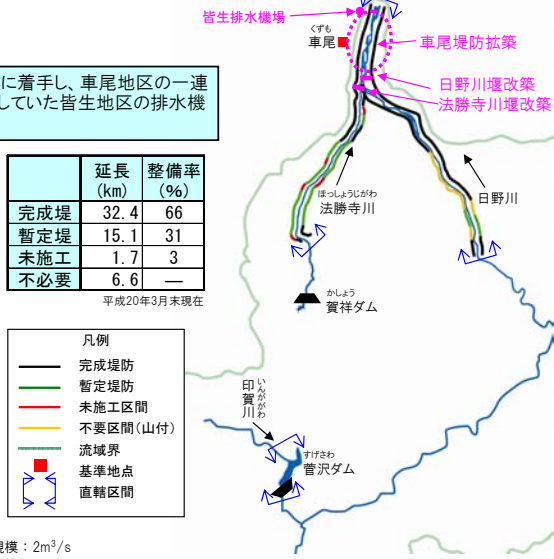 皆生排水機場
くずも
車尾
車尾堤防拡築
日野川堰改築
法勝寺川堰改築
に着手し、車尾地区の一連
していた皆生地区の排水機
延長 整備率
(km) (%)
完成堤 32.4 66
暫定堤 15.1 31
未施工 1.7 3
不必要 6.6 ―
平成20年3月末現在
ほっしょうじがわ
法勝寺川
日野川
かしょう
賀祥ダム
凡例
完成堤防
暫定堤防
未施工区間
不要区間(山付)
流域界
基準地点
直轄区間
印賀川
いんががわ
すげさわ
菅沢ダム
規模：2m³/s